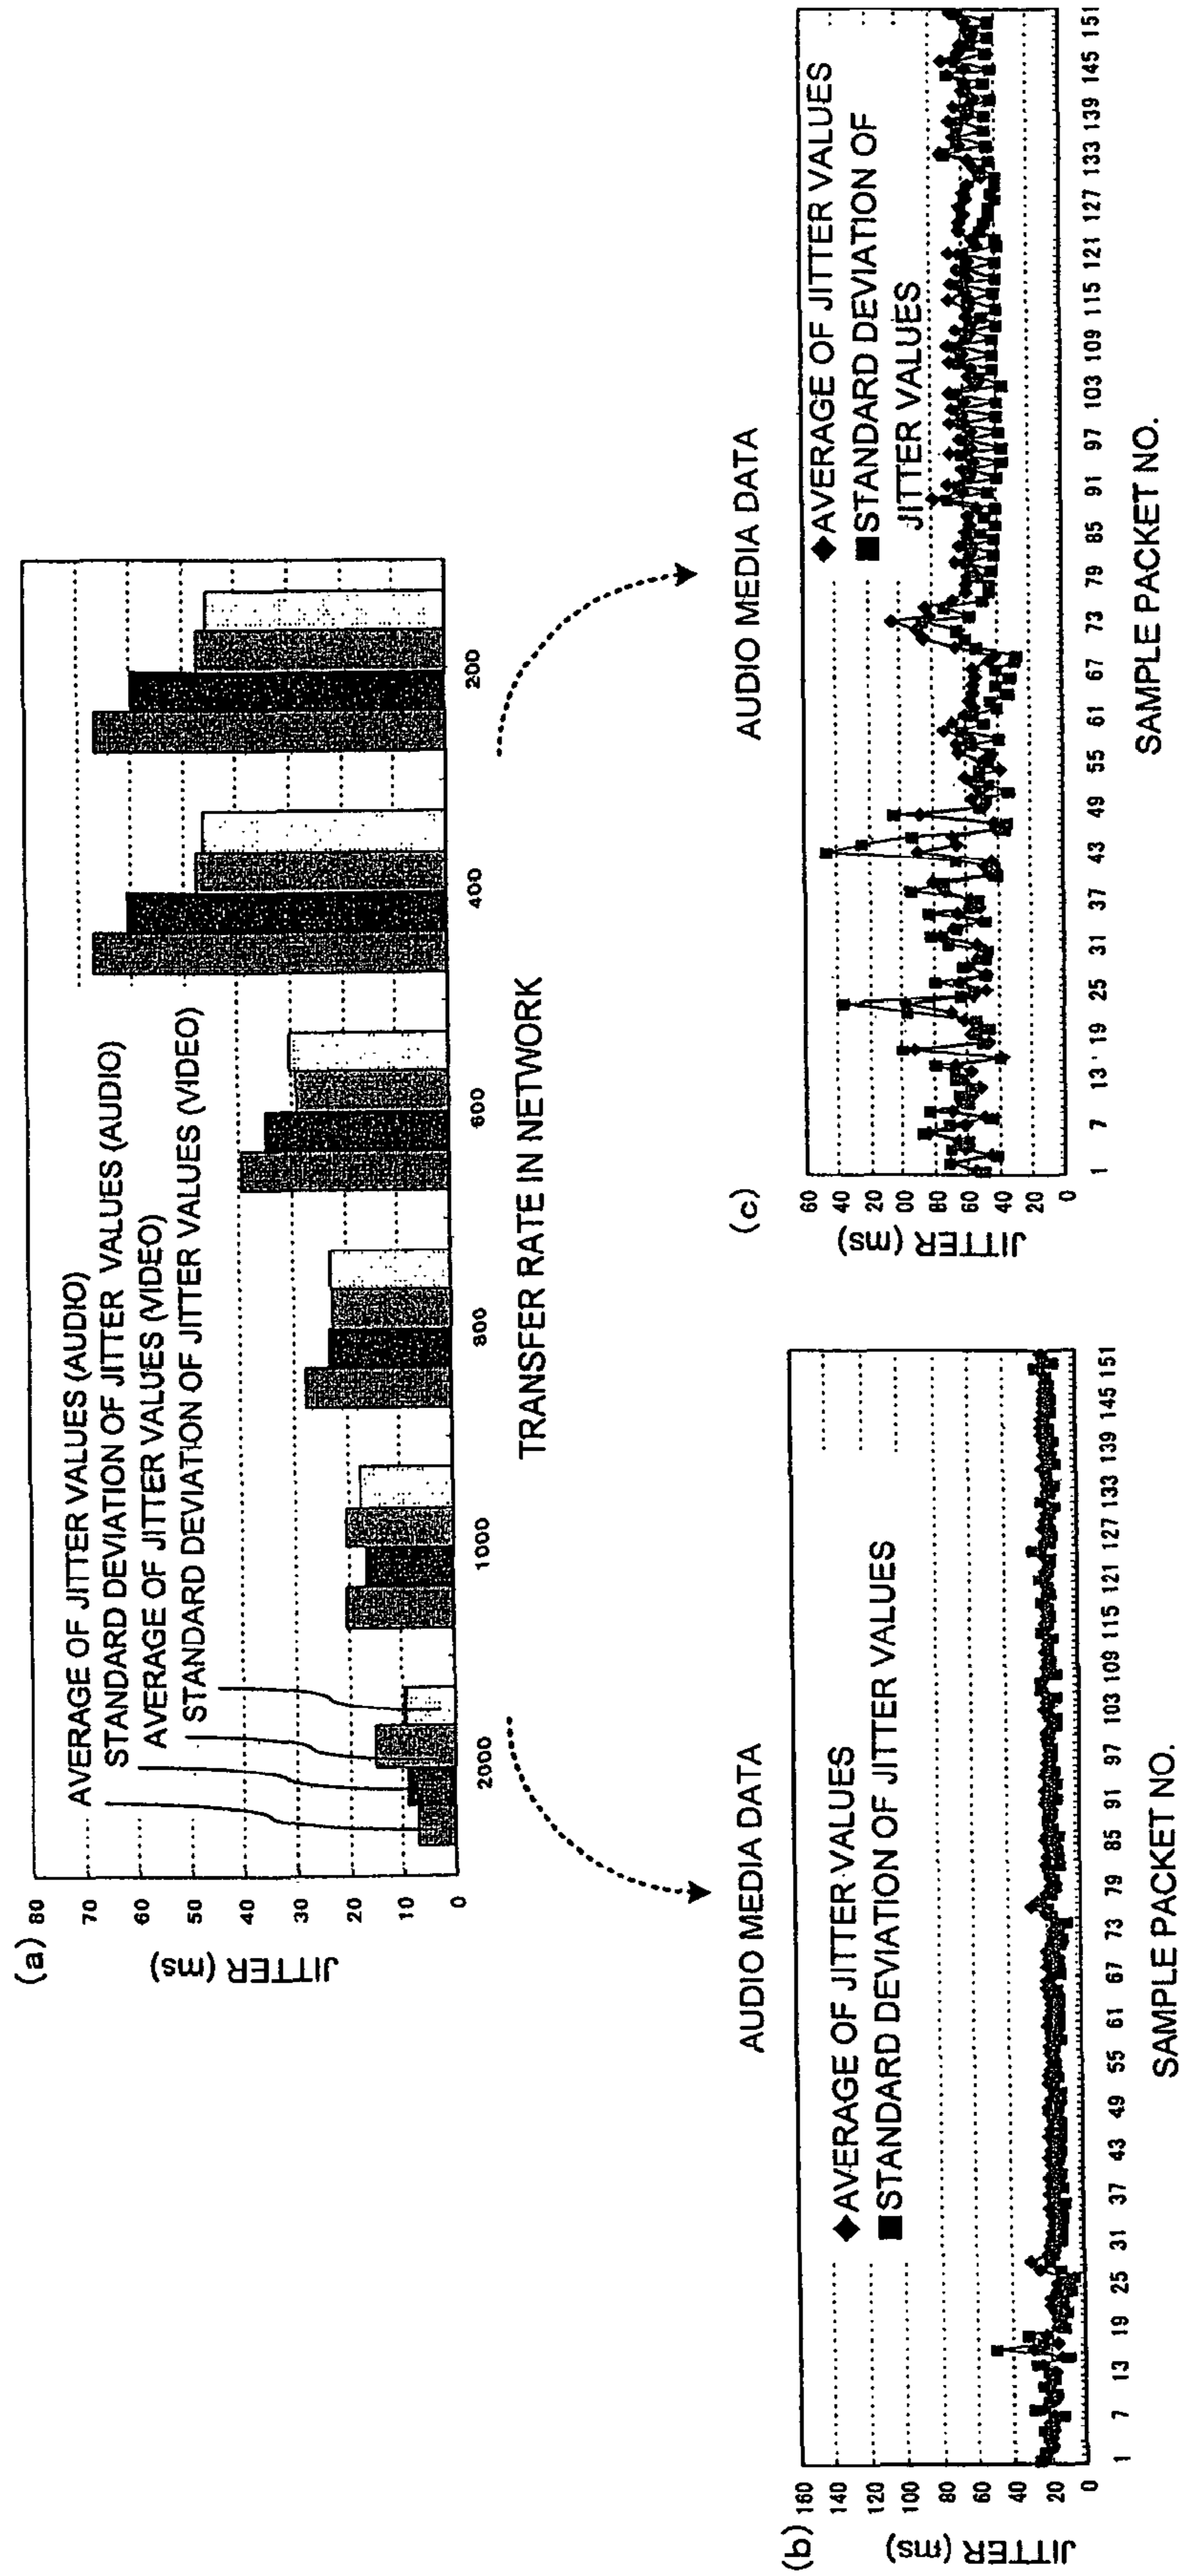 (a)
JITTER (ms)
80
70
60
50
40
30
20
10
0
AVERAGE OF JITTER VALUES (AUDIO)
STANDARD DEVIATION OF JITTER VALUES (AUDIO)
AVERAGE OF JITTER VALUES (VIDEO)
STANDARD DEVIATION OF JITTER VALUES (VIDEO)
2000 1000 800 600 400 200
TRANSFER RATE IN NETWORK
(b)
AUDIO MEDIA DATA
JITTER (ms)
160
140
120
100
80
60
40
20
0
◆AVERAGE OF JITTER VALUES
■STANDARD DEVIATION OF JITTER VALUES
1 7 13 19 25 31 37 43 49 55 61 67 73 79 85 91 97 103 109 115 121 127 133 139 145 151
SAMPLE PACKET NO.
(c)
AUDIO MEDIA DATA
JITTER (ms)
60
40
20
00
80
60
40
20
0
◆AVERAGE OF JITTER VALUES
■STANDARD DEVIATION OF
JITTER VALUES
1 7 13 19 25 31 37 43 49 55 61 67 73 79 85 91 97 103 109 115 121 127 133 139 145 151
SAMPLE PACKET NO.